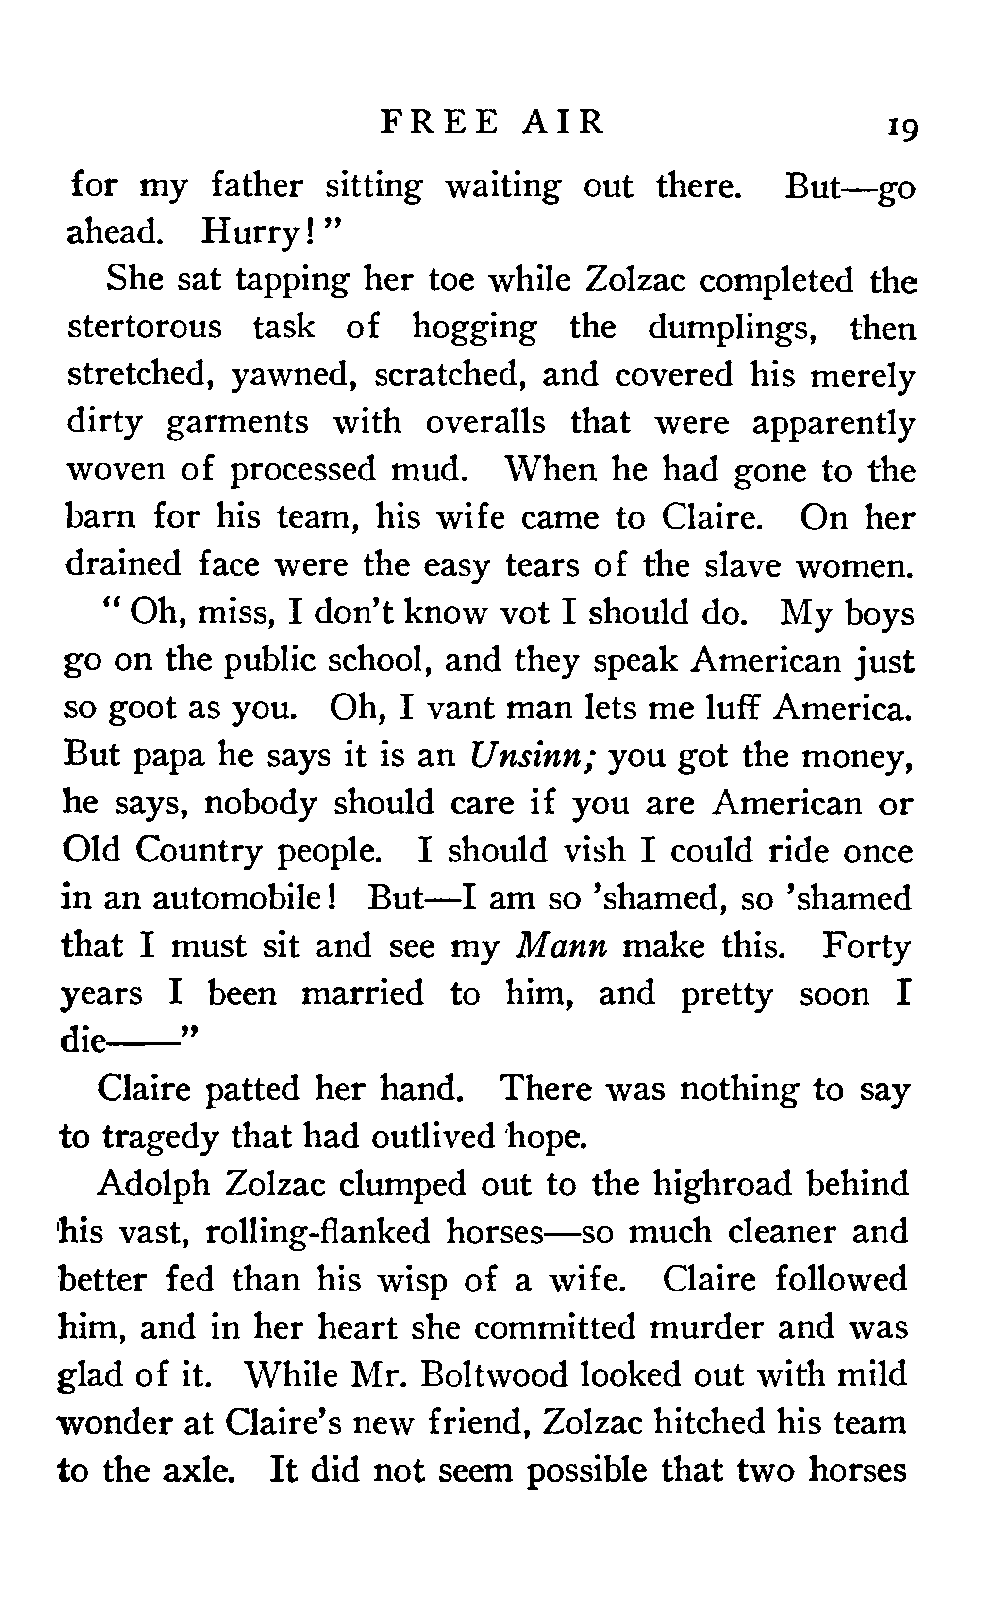 FREE AIR 19
for my father sitting waiting out there. But—go
ahead. Hurry!”
She sat tapping her toe while Zolzac completed the
stertorous task of hogging the dumplings, then
stretched, yawned, scratched, and covered his merely
dirty garments with overalls that were apparently
woven of processed mud. When he had gone to the
barn for his team, his wife came to Claire. On her
drained face were the easy tears of the slave women.
“Oh, miss, I don’t know vot I should do. My boys
go on the public school, and they speak American just
so goot as you. Oh, I vant man lets me luff America.
But papa he says it is an Unsinn; you got the money,
he says, nobody should care if you are American or
Old Country people. I should vish I could ride once
in an automobile! But—I am so ’shamed, so ’shamed
that I must sit and see my Mann make this. Forty
years I been married to him, and pretty soon I
die——”
Claire patted her hand. There was nothing to say
to tragedy that had outlived hope.
Adolph Zolzac clumped out to the highroad behind
his vast, rolling-flanked horses—so much cleaner and
better fed than his wisp of a wife. Claire followed
him, and in her heart she committed murder and was
glad of it. While Mr. Boltwood looked out with mild
wonder at Claire’s new friend, Zolzac hitched his team
to the axle. It did not seem possible that two horses